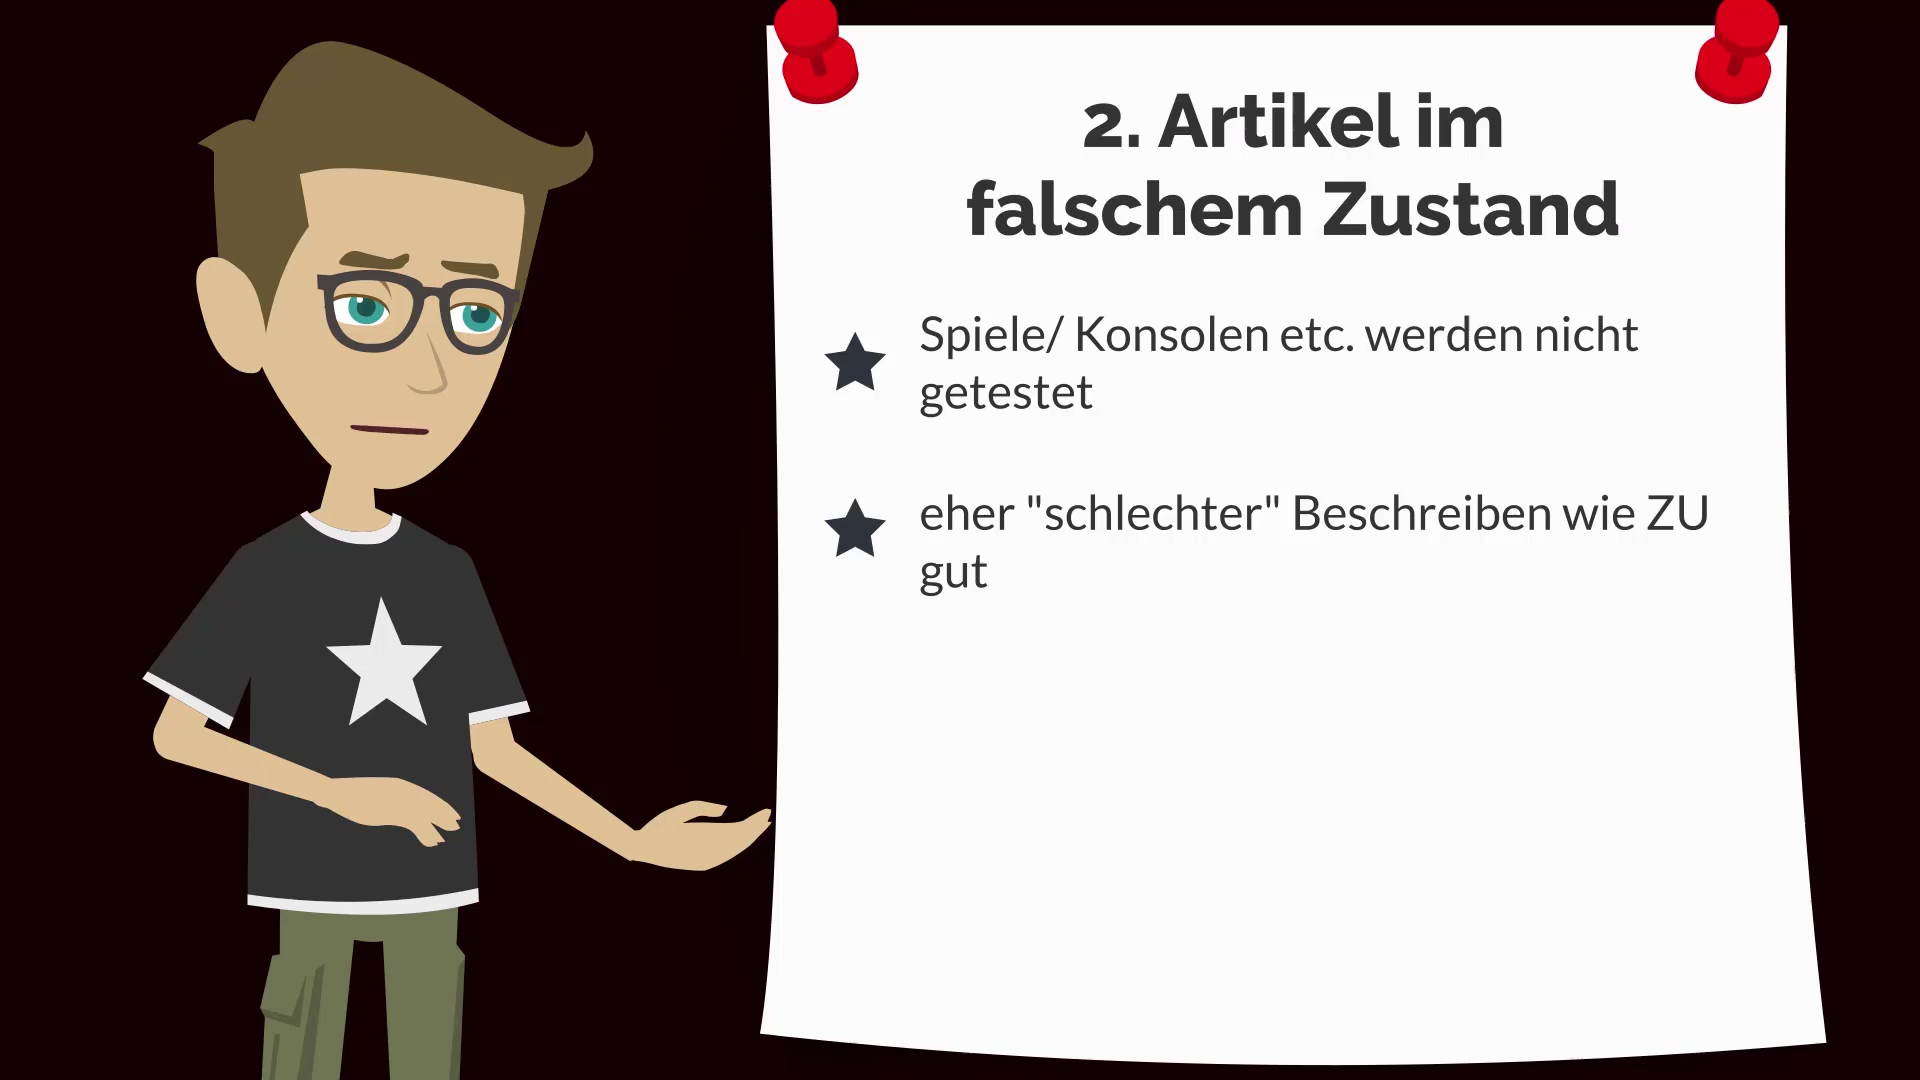 2. Artikel im
falschem Zustand
Spiele/ Konsolen etc. werden nicht
getestet
eher "schlechter" Beschreiben wie ZU
gut